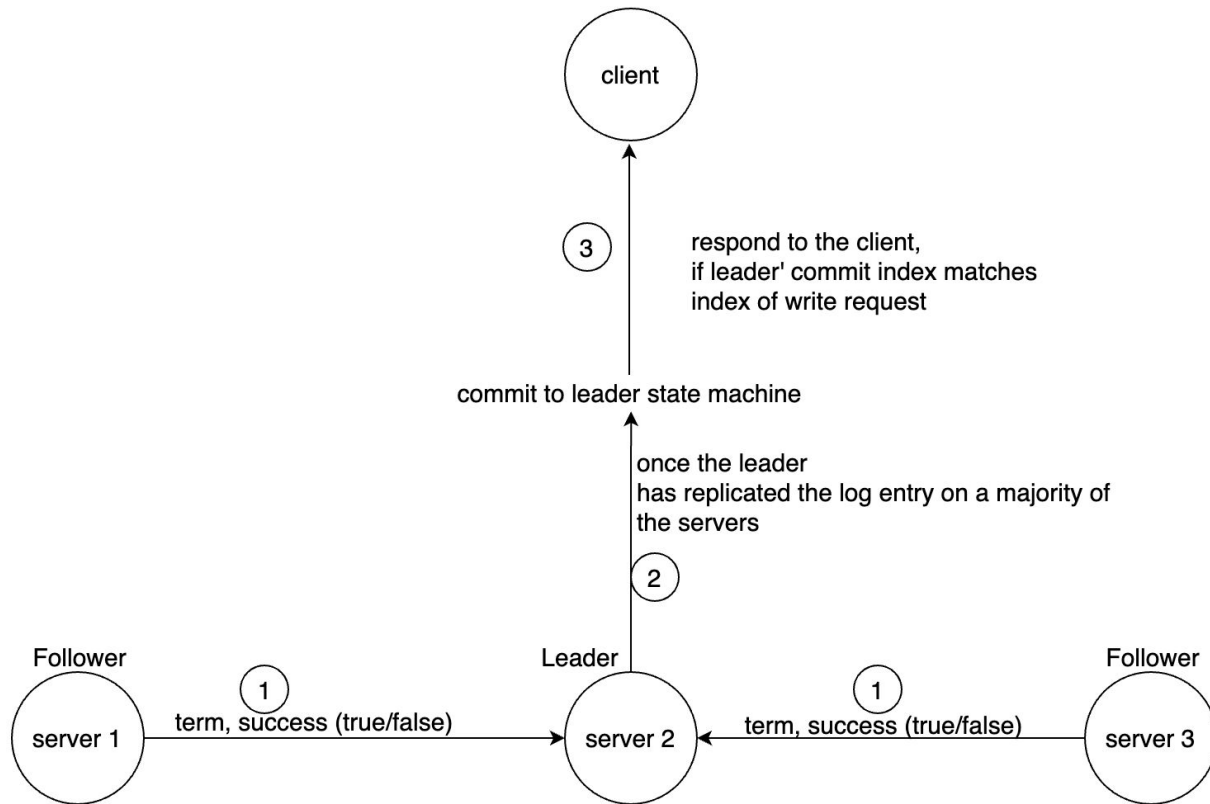 client
3
respond to the client,
if leader' commit index matches
index of write request
commit to leader state machine
once the leader
has replicated the log entry on a majority of
the servers
2
Follower
Leader
Follower
1
1
term, success (true/false)
term, success (true/false)
server 1
server 2
server 3